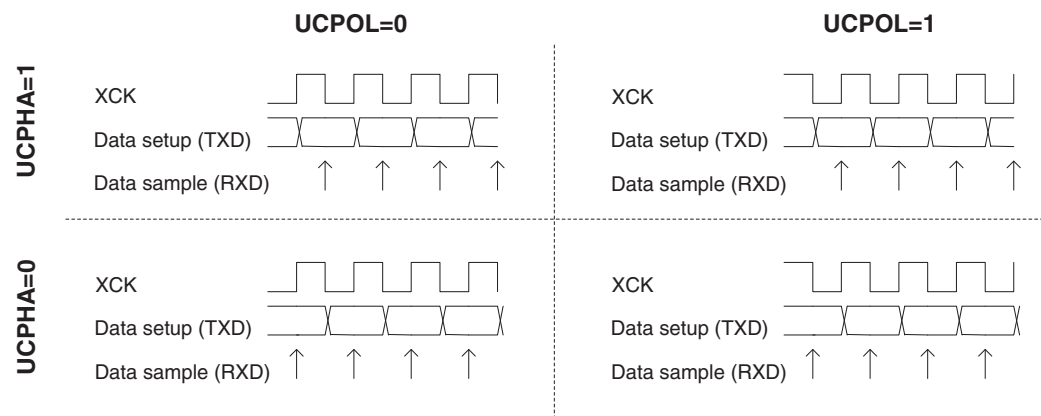 UCPOL=0
UCPOL=1
UCPHA=1
XCK
Data setup (TXD)
Data sample (RXD)
XCK
Data setup (TXD)
Data sample (RXD)
UCPHA=0
XCK
Data setup (TXD)
Data sample (RXD)
XCK
Data setup (TXD)
Data sample (RXD)